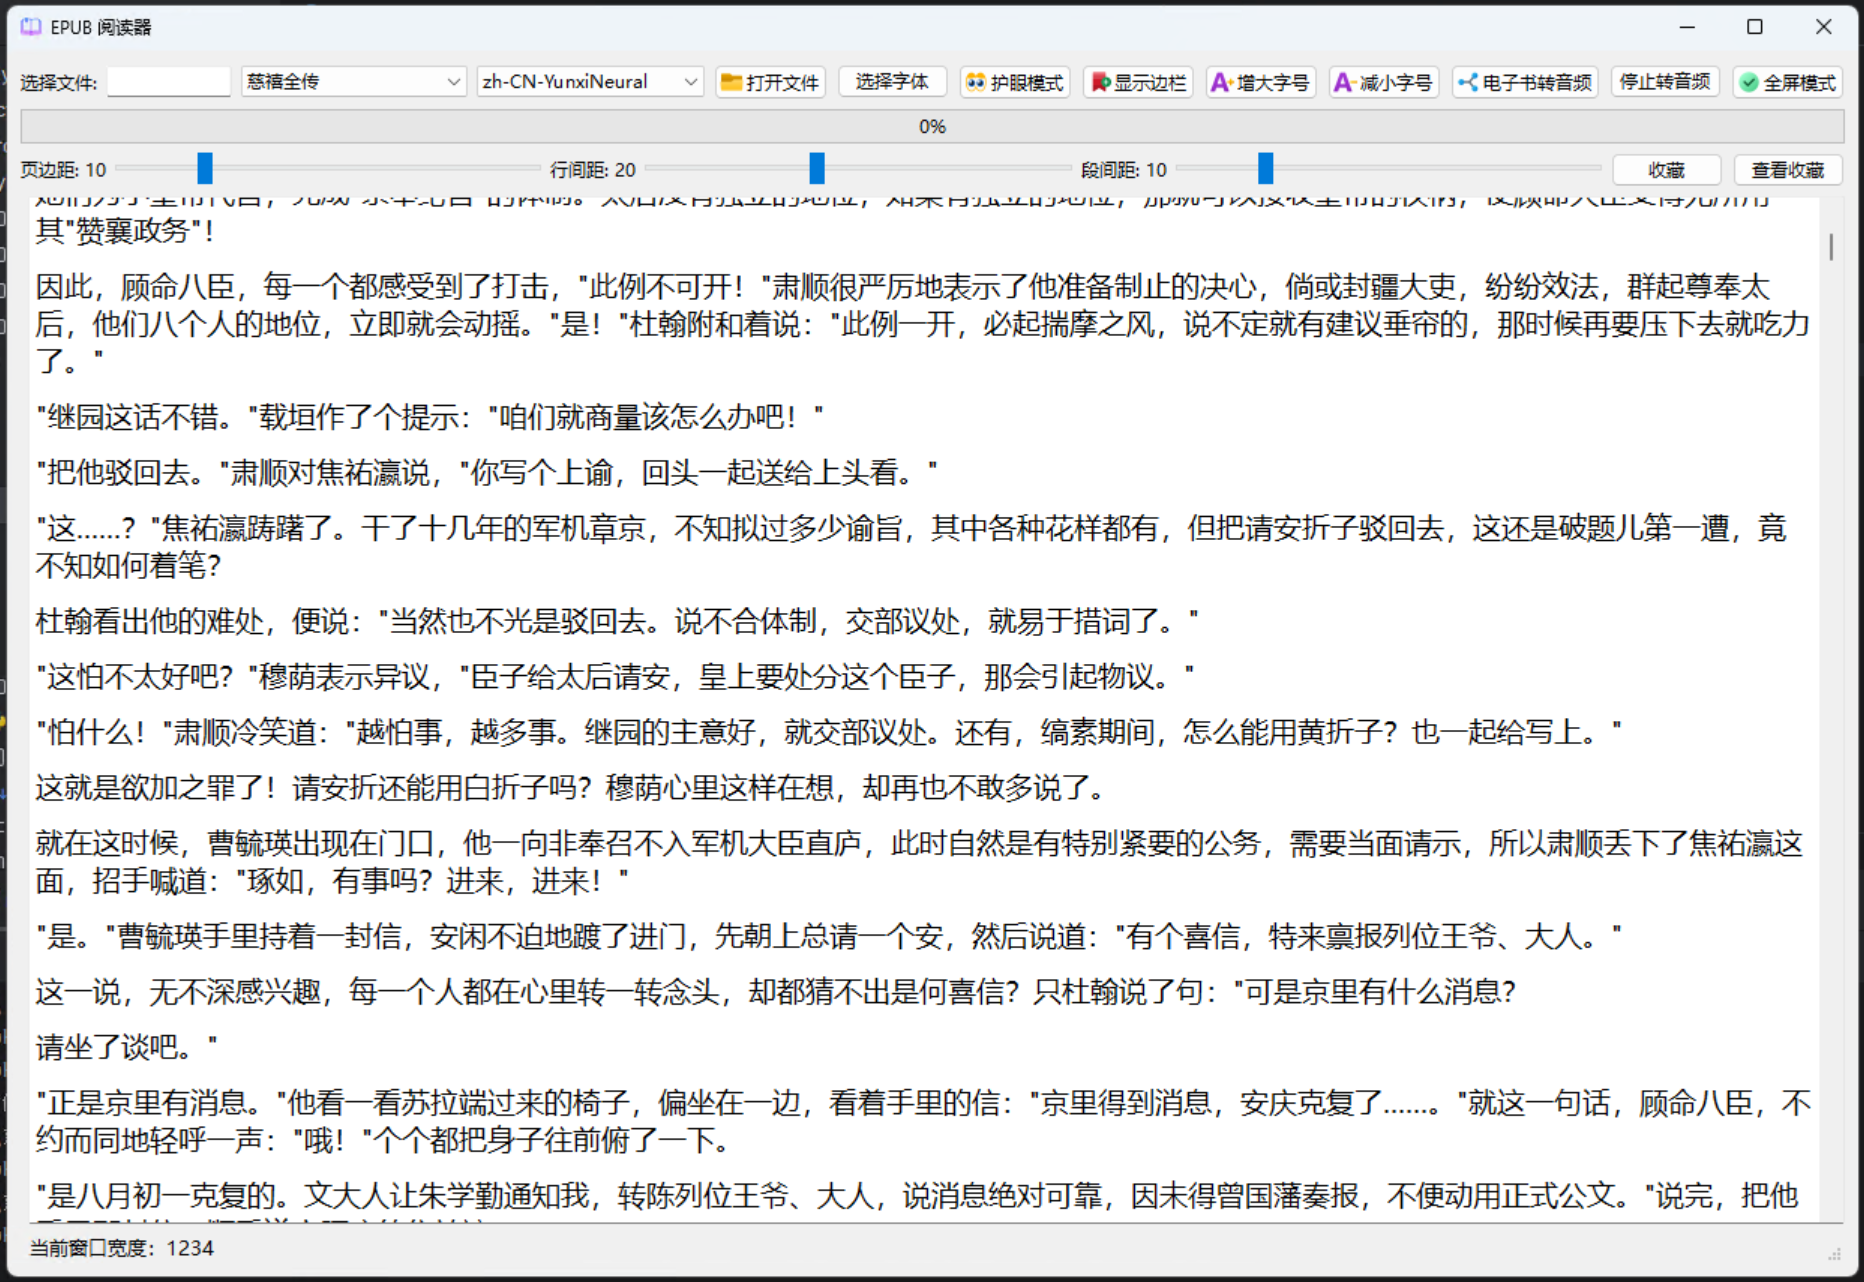 EPUB 阅读器
选择文件: 慈禧全传 zh-CN-YunxiNeural 打开文件 选择字体 护眼模式 显示边栏 A+增大字号 A-减小字号 电子书转音频 停止转音频 全屏模式
0%
页边距: 10 行间距: 20 段间距: 10 收藏 查看收藏
其"赞襄政务"！
因此，顾命八臣，每一个都感受到了打击，"此例不可开！"肃顺很严厉地表示了他准备制止的决心，倘或封疆大吏，纷纷效法，群起尊奉太
后，他们八个人的地位，立即就会动摇。"是！"杜翰附和着说："此例一开，必起揣摩之风，说不定就有建议垂帘的，那时候再要压下去就吃力
了。"
"继园这话不错。"载垣作了个提示："咱们就商量该怎么办吧！"
"把他驳回去。"肃顺对焦祐瀛说，"你写个上谕，回头一起送给上头看。"
"这……？"焦祐瀛踌躇了。干了十几年的军机章京，不知拟过多少谕旨，其中各种花样都有，但把请安折子驳回去，这还是破题儿第一遭，竟
不知如何着笔？
杜翰看出他的难处，便说："当然也不光是驳回去。说不合体制，交部议处，就易于措词了。"
"这怕不太好吧？"穆荫表示异议，"臣子给太后请安，皇上要处分这个臣子，那会引起物议。"
"怕什么！"肃顺冷笑道："越怕事，越多事。继园的主意好，就交部议处。还有，缟素期间，怎么能用黄折子？也一起给写上。"
这就是欲加之罪了！请安折还能用白折子吗？穆荫心里这样在想，却再也不敢多说了。
就在这时候，曹毓瑛出现在门口，他一向非奉召不入军机大臣直庐，此时自然是有特别紧要的公务，需要当面请示，所以肃顺丢下了焦祐瀛这
面，招手喊道："琢如，有事吗？进来，进来！"
"是。"曹毓瑛手里持着一封信，安闲不迫地踱了进门，先朝上总请一个安，然后说道："有个喜信，特来禀报列位王爷、大人。"
这一说，无不深感兴趣，每一个人都在心里转一转念头，却都猜不出是何喜信？只杜翰说了句："可是京里有什么消息？
请坐了谈吧。"
"正是京里有消息。"他看一看苏拉端过来的椅子，偏坐在一边，看着手里的信："京里得到消息，安庆克复了……。"就这一句话，顾命八臣，不
约而同地轻呼一声："哦！"个个都把身子往前俯了一下。
"是八月初一克复的。文大人让朱学勤通知我，转陈列位王爷、大人，说消息绝对可靠，因未得曾国藩奏报，不便动用正式公文。"说完，把他
当前窗口宽度：1234